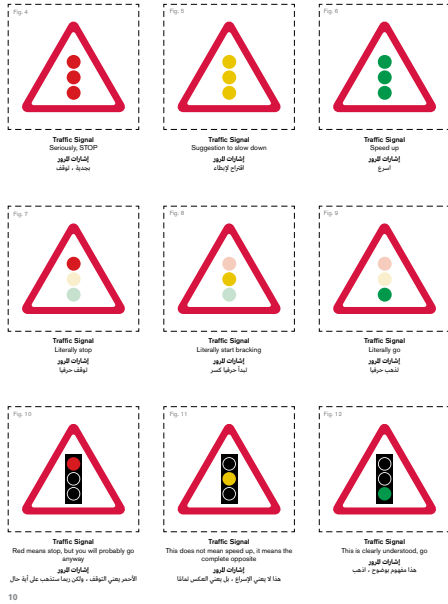 Fig. 4
Traffic Signal
Seriously, STOP
إشارات المرور
بجدية ، توقف
Fig. 5
Traffic Signal
Suggestion to slow down
إشارات المرور
اقتراح لإبطاء
Fig. 6
Traffic Signal
Speed up
إشارات المرور
اسرع
Fig. 7
Traffic Signal
Literally stop
إشارات المرور
توقف حرفيا
Fig. 8
Traffic Signal
Literally start bracking
إشارات المرور
تبدأ حرفيا كسر
Fig. 9
Traffic Signal
Literally go
إشارات المرور
لنذهب حرفيا
Fig. 10
Traffic Signal
Red means stop, but you will probably go
anyway
إشارات المرور
الأحمر يعني التوقف ، ولكن ربما ستذهب على أية حال
Fig. 11
Traffic Signal
This does not mean speed up, it means the
complete opposite
إشارات المرور
هذا لا يعني الإسراع ، بل يعني العكس تمامًا
Fig. 12
Traffic Signal
This is clearly understood, go
إشارات المرور
هذا مفهوم بوضوح ، اذهب
10